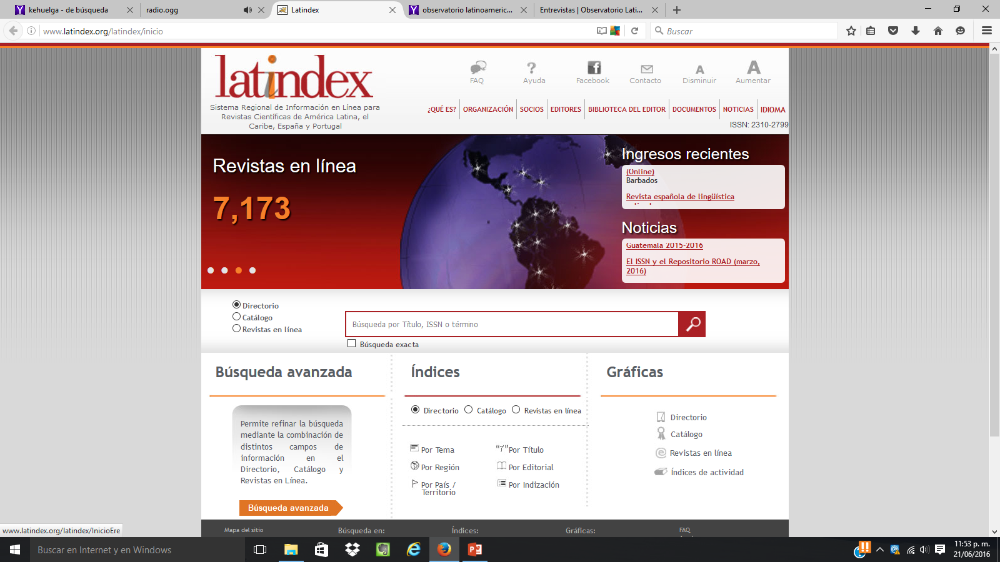 kehuelga - de búsqueda
radio.ogg
Latindex
observatorio latinoameric...
Entrevistas | Observatorio Lati...
www.latindex.org/latindex/inicio
Buscar
latindex
Sistema Regional de Información en Línea para
Revistas Científicas de América Latina, el
Caribe, España y Portugal
FAQ
Ayuda
Facebook
Contacto
Disminuir
Aumentar
¿QUÉ ES?
ORGANIZACIÓN
SOCIOS
EDITORES
BIBLIOTECA DEL EDITOR
DOCUMENTOS
NOTICIAS
IDIOMA
ISSN: 2310-2799
Revistas en línea
7,173
Ingresos recientes
(Online)
Barbados
Revista española de lingüística
Noticias
Guatemala 2015-2016
El ISSN y el Repositorio ROAD (marzo,
2016)
Directorio
Catálogo
Revistas en línea
Búsqueda por Título, ISSN o término
Búsqueda exacta
Búsqueda avanzada
Permite refinar la búsqueda
mediante la combinación de
distintos campos de
información en el
Directorio, Catálogo y
Revistas en Línea.
Búsqueda avanzada
Índices
Directorio
Catálogo
Revistas en línea
Por Tema
Por Título
Por Región
Por Editorial
Por País /
Territorio
Por Indización
Gráficas
Directorio
Catálogo
Revistas en línea
Índices de actividad
www.latindex.org/latindex/InicioEre
Mapa del sitio
Búsqueda en:
Índices:
Gráficas:
FAQ
Buscar en Internet y en Windows
11:53 p. m.
21/06/2016